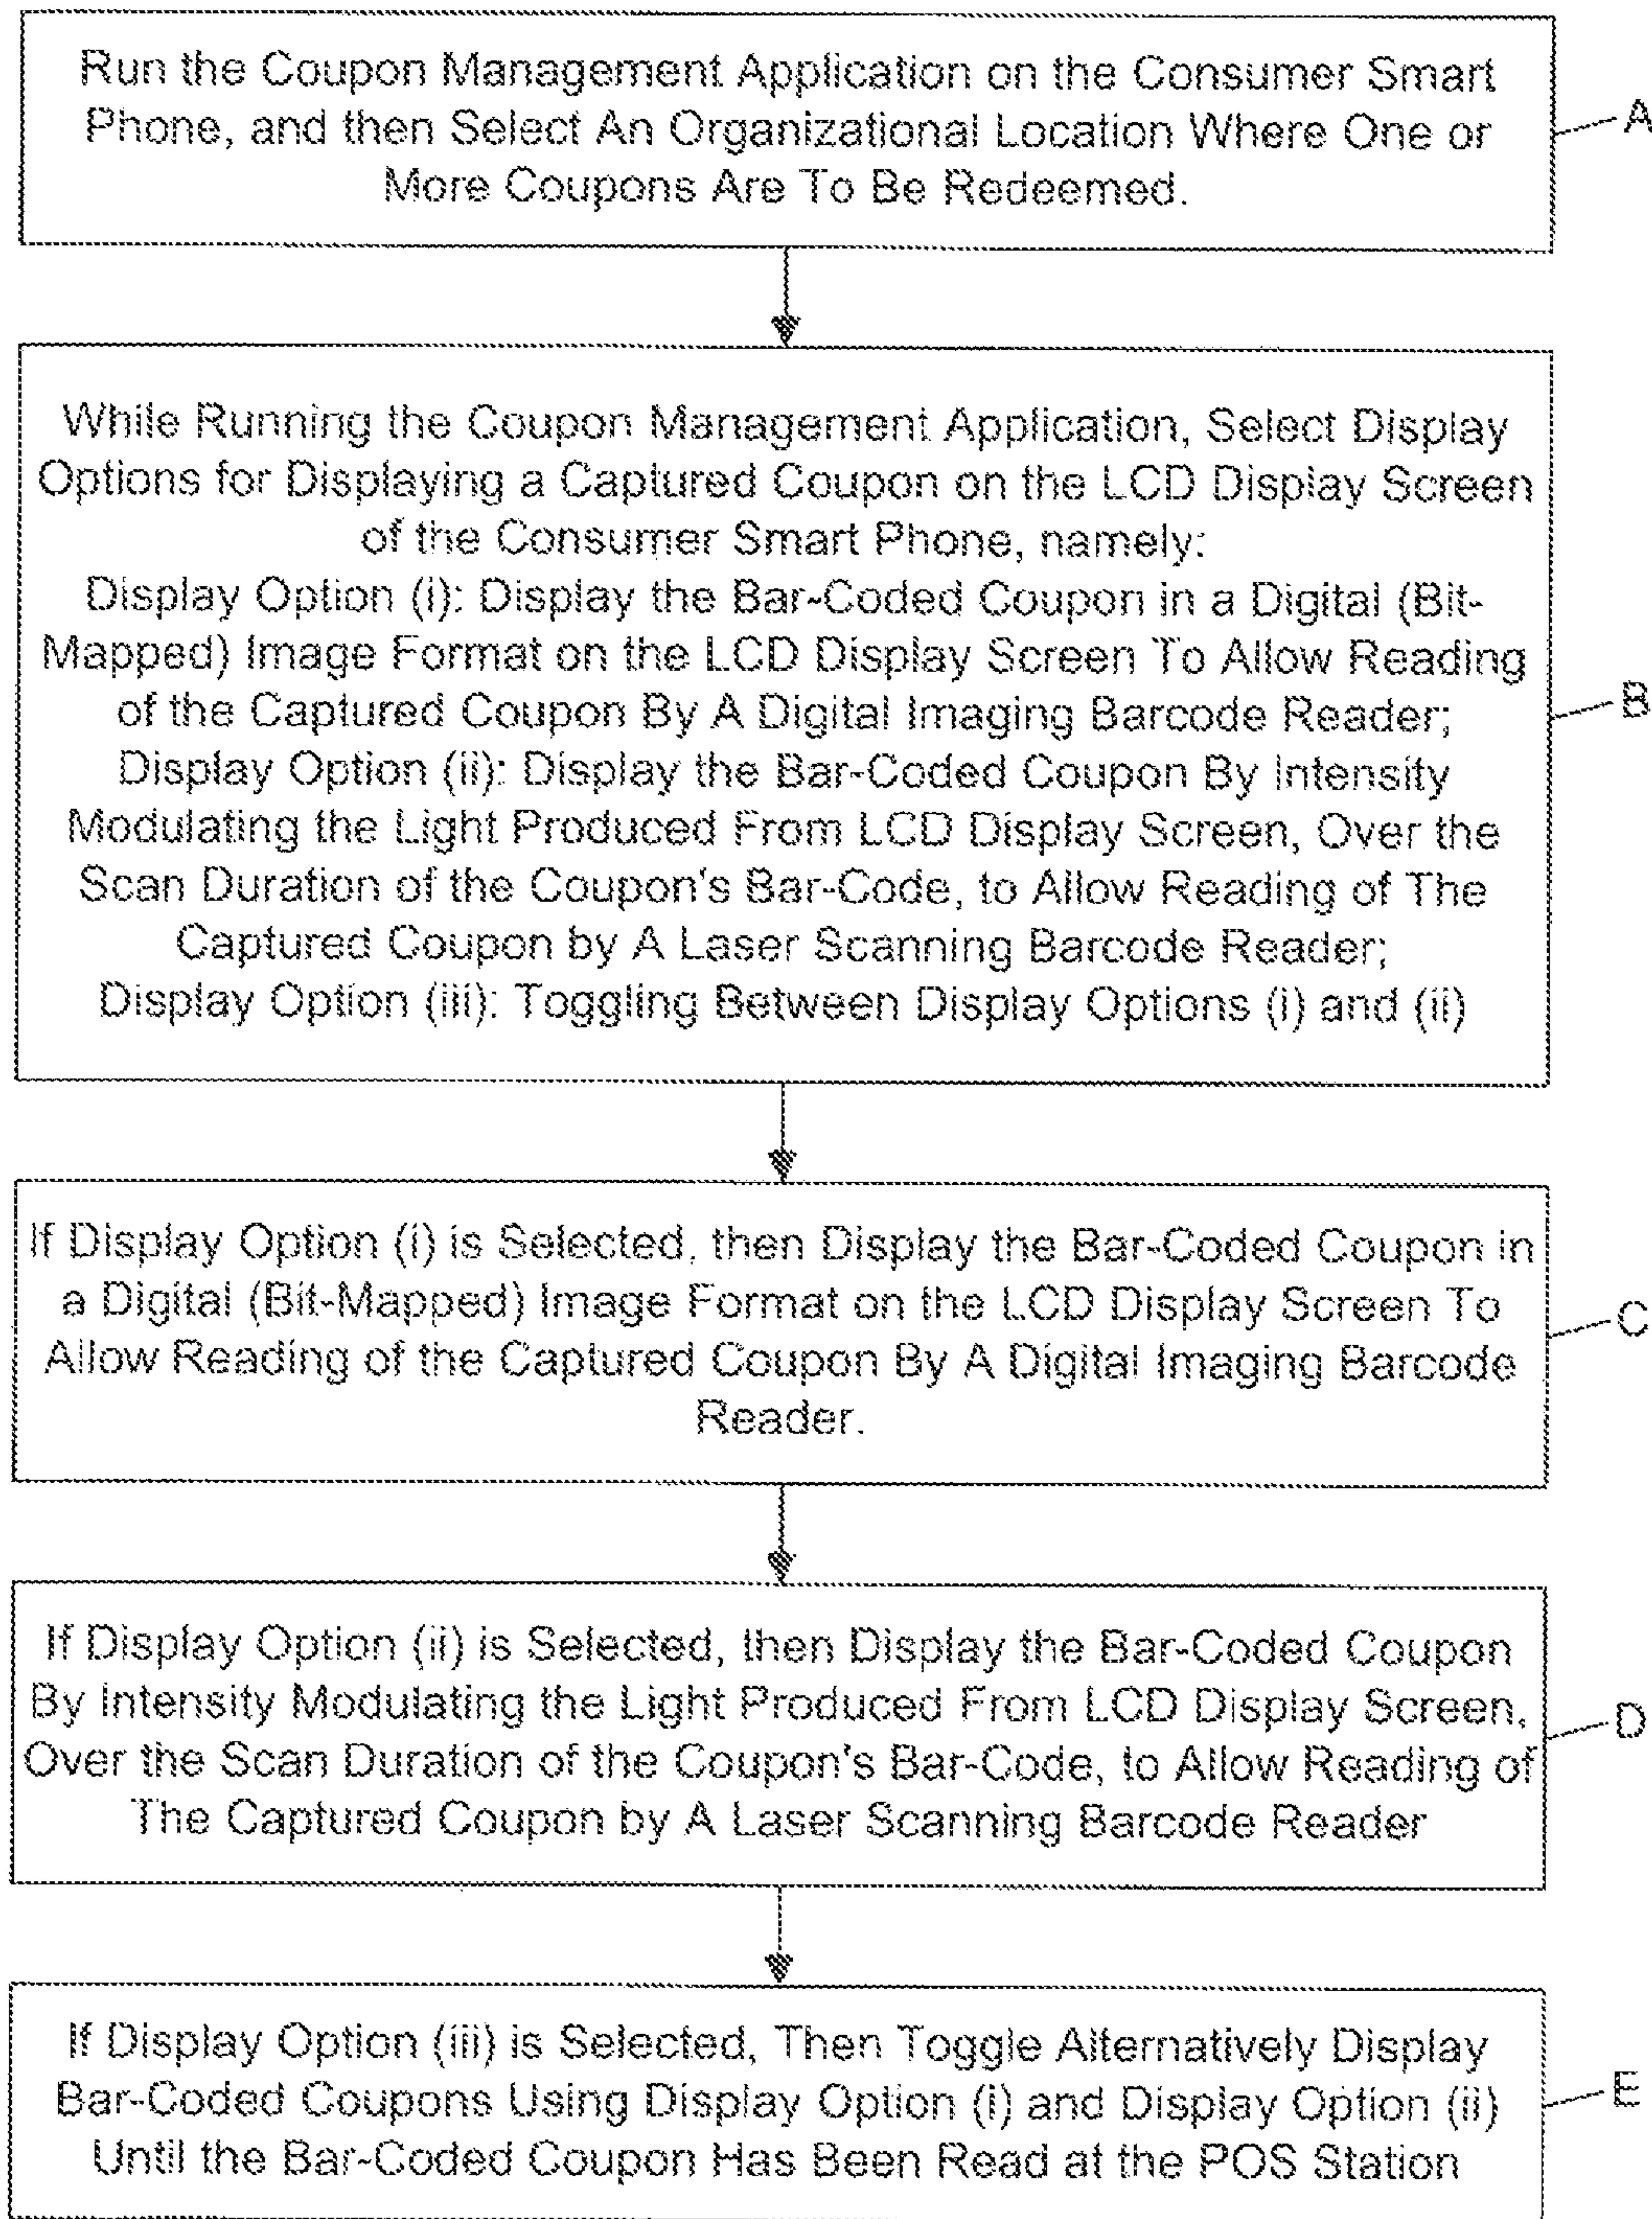 Run the Coupon Management Application on the Consumer Smart
Phone, and then Select An Organizational Location Where One or
More Coupons Are To Be Redeemed.
A
While Running the Coupon Management Application, Select Display
Options for Displaying a Captured Coupon on the LCD Display Screen
of the Consumer Smart Phone, namely:
Display Option (i): Display the Bar-Coded Coupon in a Digital (Bit-
Mapped) Image Format on the LCD Display Screen To Allow Reading
of the Captured Coupon By A Digital Imaging Barcode Reader;
Display Option (ii): Display the Bar-Coded Coupon By Intensity
Modulating the Light Produced From LCD Display Screen, Over the
Scan Duration of the Coupon's Bar-Code, to Allow Reading of The
Captured Coupon by A Laser Scanning Barcode Reader;
Display Option (iii): Toggling Between Display Options (i) and (ii)
B
If Display Option (i) is Selected, then Display the Bar-Coded Coupon in
a Digital (Bit-Mapped) Image Format on the LCD Display Screen To
Allow Reading of the Captured Coupon By A Digital Imaging Barcode
Reader.
C
If Display Option (ii) is Selected, then Display the Bar-Coded Coupon
By Intensity Modulating the Light Produced From LCD Display Screen,
Over the Scan Duration of the Coupon's Bar-Code, to Allow Reading of
The Captured Coupon by A Laser Scanning Barcode Reader
D
If Display Option (iii) is Selected, Then Toggle Alternatively Display
Bar-Coded Coupons Using Display Option (i) and Display Option (ii)
Until the Bar-Coded Coupon Has Been Read at the POS Station
E